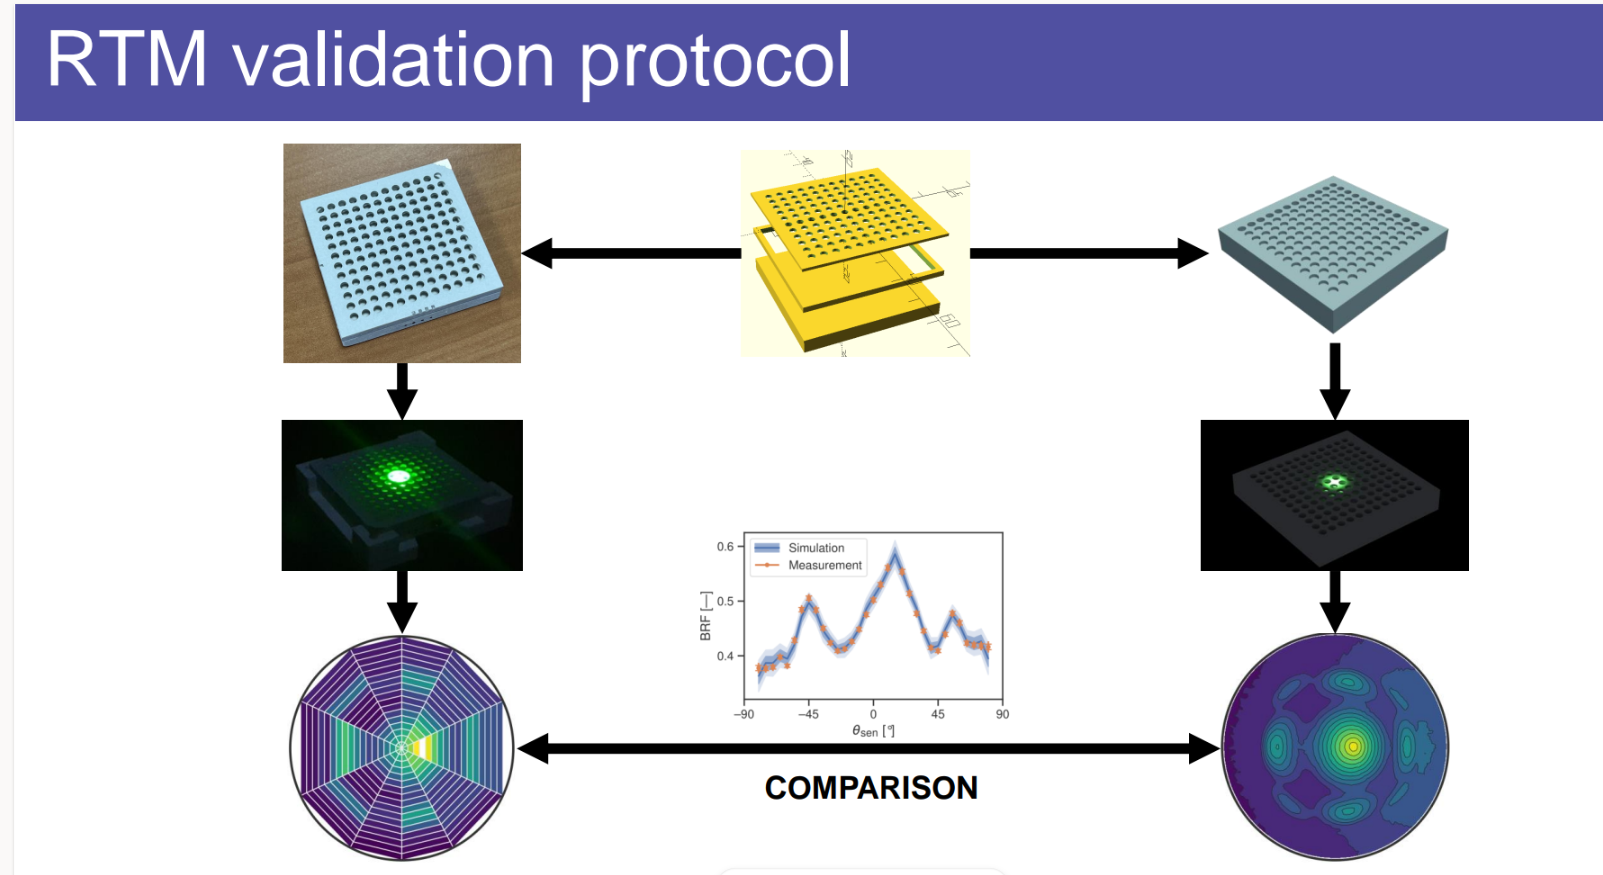 RTM validation protocol
60
0.6
Simulation
Measurement
0.5
0.4
BRF [—]
−90
−45
0
45
90
θsen [°]
COMPARISON